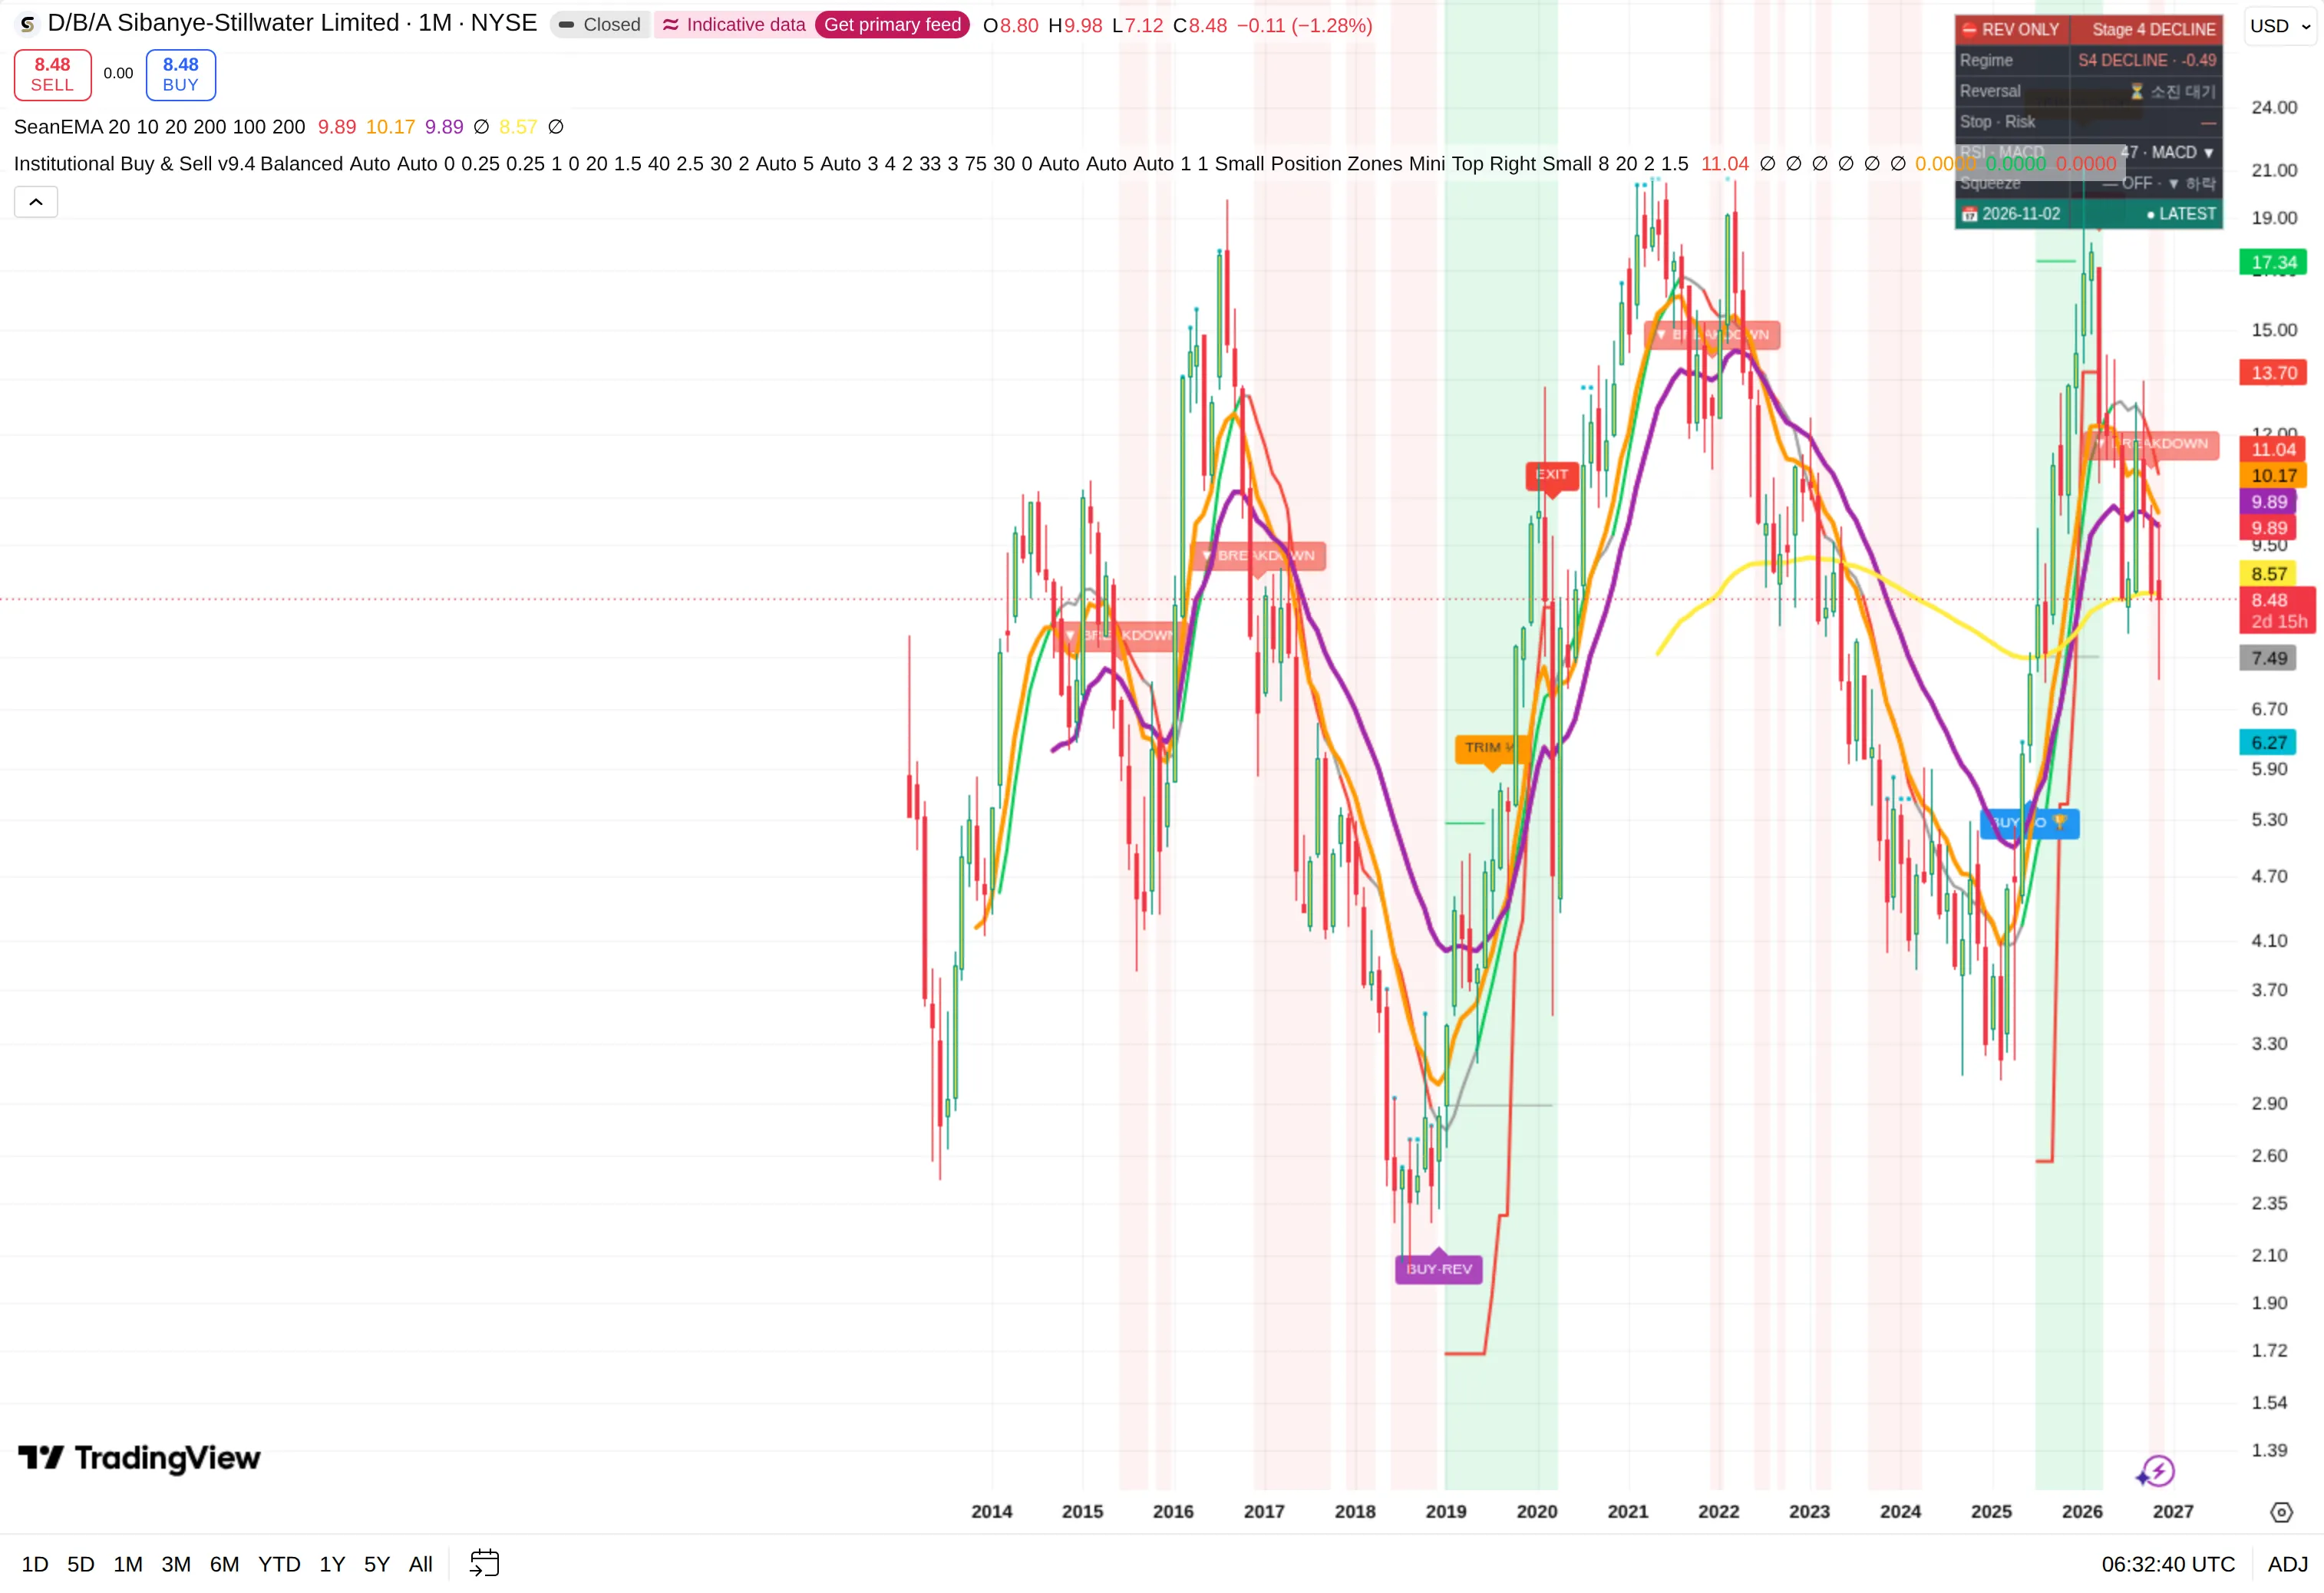 D/B/A Sibanye-Stillwater Limited · 1M · NYSE Closed Indicative data Get primary feed O8.80 H9.98 L7.12 C8.48 −0.11 (−1.28%)
8.48 SELL 0.00 8.48 BUY
SeanEMA 20 10 20 200 100 200 9.89 10.17 9.89 ∅ 8.57 ∅
Institutional Buy & Sell v9.4 Balanced Auto Auto 0 0.25 0.25 1 0 20 1.5 40 2.5 30 2 Auto 5 Auto 3 4 2 33 3 75 30 0 Auto Auto Auto 1 1 Small Position Zones Mini Top Right Small 8 20 2 1.5 11.04 ∅ ∅ ∅ ∅ ∅ ∅ 0.0000 0.0000 0.0000
REV ONLY Stage 4 DECLINE
Regime S4 DECLINE · -0.49
Reversal ⏳ 소진 대기
Stop · Risk —
RSI · MACD 47 · MACD ▼
Squeeze — OFF · ▼ 하락
2026-11-02 ● LATEST
USD
24.00
21.00
19.00
17.34
15.00
13.70
12.00
11.04
10.17
9.89
9.89
9.50
8.57
8.48
2d 15h
7.49
6.70
6.27
5.90
5.30
4.70
4.10
3.70
3.30
2.90
2.60
2.35
2.10
1.90
1.72
1.54
1.39
▼ BREAKDOWN
▼ BREAKDOWN
▼ BREAKDOWN
▼ BREAKDOWN
EXIT
TRIM
BUY
BUY-REV
TradingView
2014 2015 2016 2017 2018 2019 2020 2021 2022 2023 2024 2025 2026 2027
1D 5D 1M 3M 6M YTD 1Y 5Y All
06:32:40 UTC ADJ